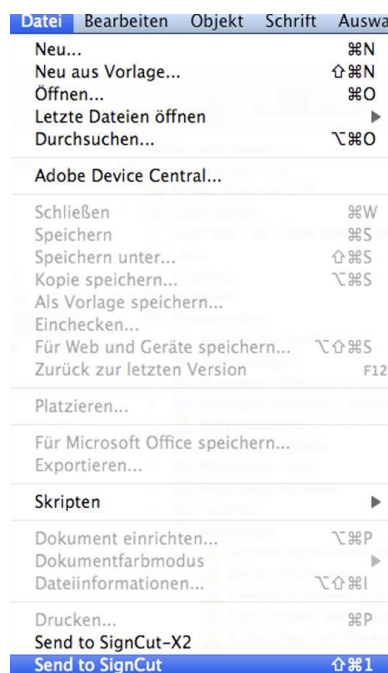 Datei Bearbeiten Objekt Schrift Auswa
Neu... ⌘N
Neu aus Vorlage... ⇧⌘N
Öffnen... ⌘O
Letzte Dateien öffnen ▶
Durchsuchen... ⌥⌘O
Adobe Device Central...
Schließen ⌘W
Speichern ⌘S
Speichern unter... ⇧⌘S
Kopie speichern... ⌥⌘S
Als Vorlage speichern...
Einchecken...
Für Web und Geräte speichern... ⌥⇧⌘S
Zurück zur letzten Version F12
Platzieren...
Für Microsoft Office speichern...
Exportieren...
Skripten ▶
Dokument einrichten... ⌥⌘P
Dokumentfarbmodus ▶
Dateiinformationen... ⌥⇧⌘I
Drucken... ⌘P
Send to SignCut-X2
Send to SignCut ⇧⌘1